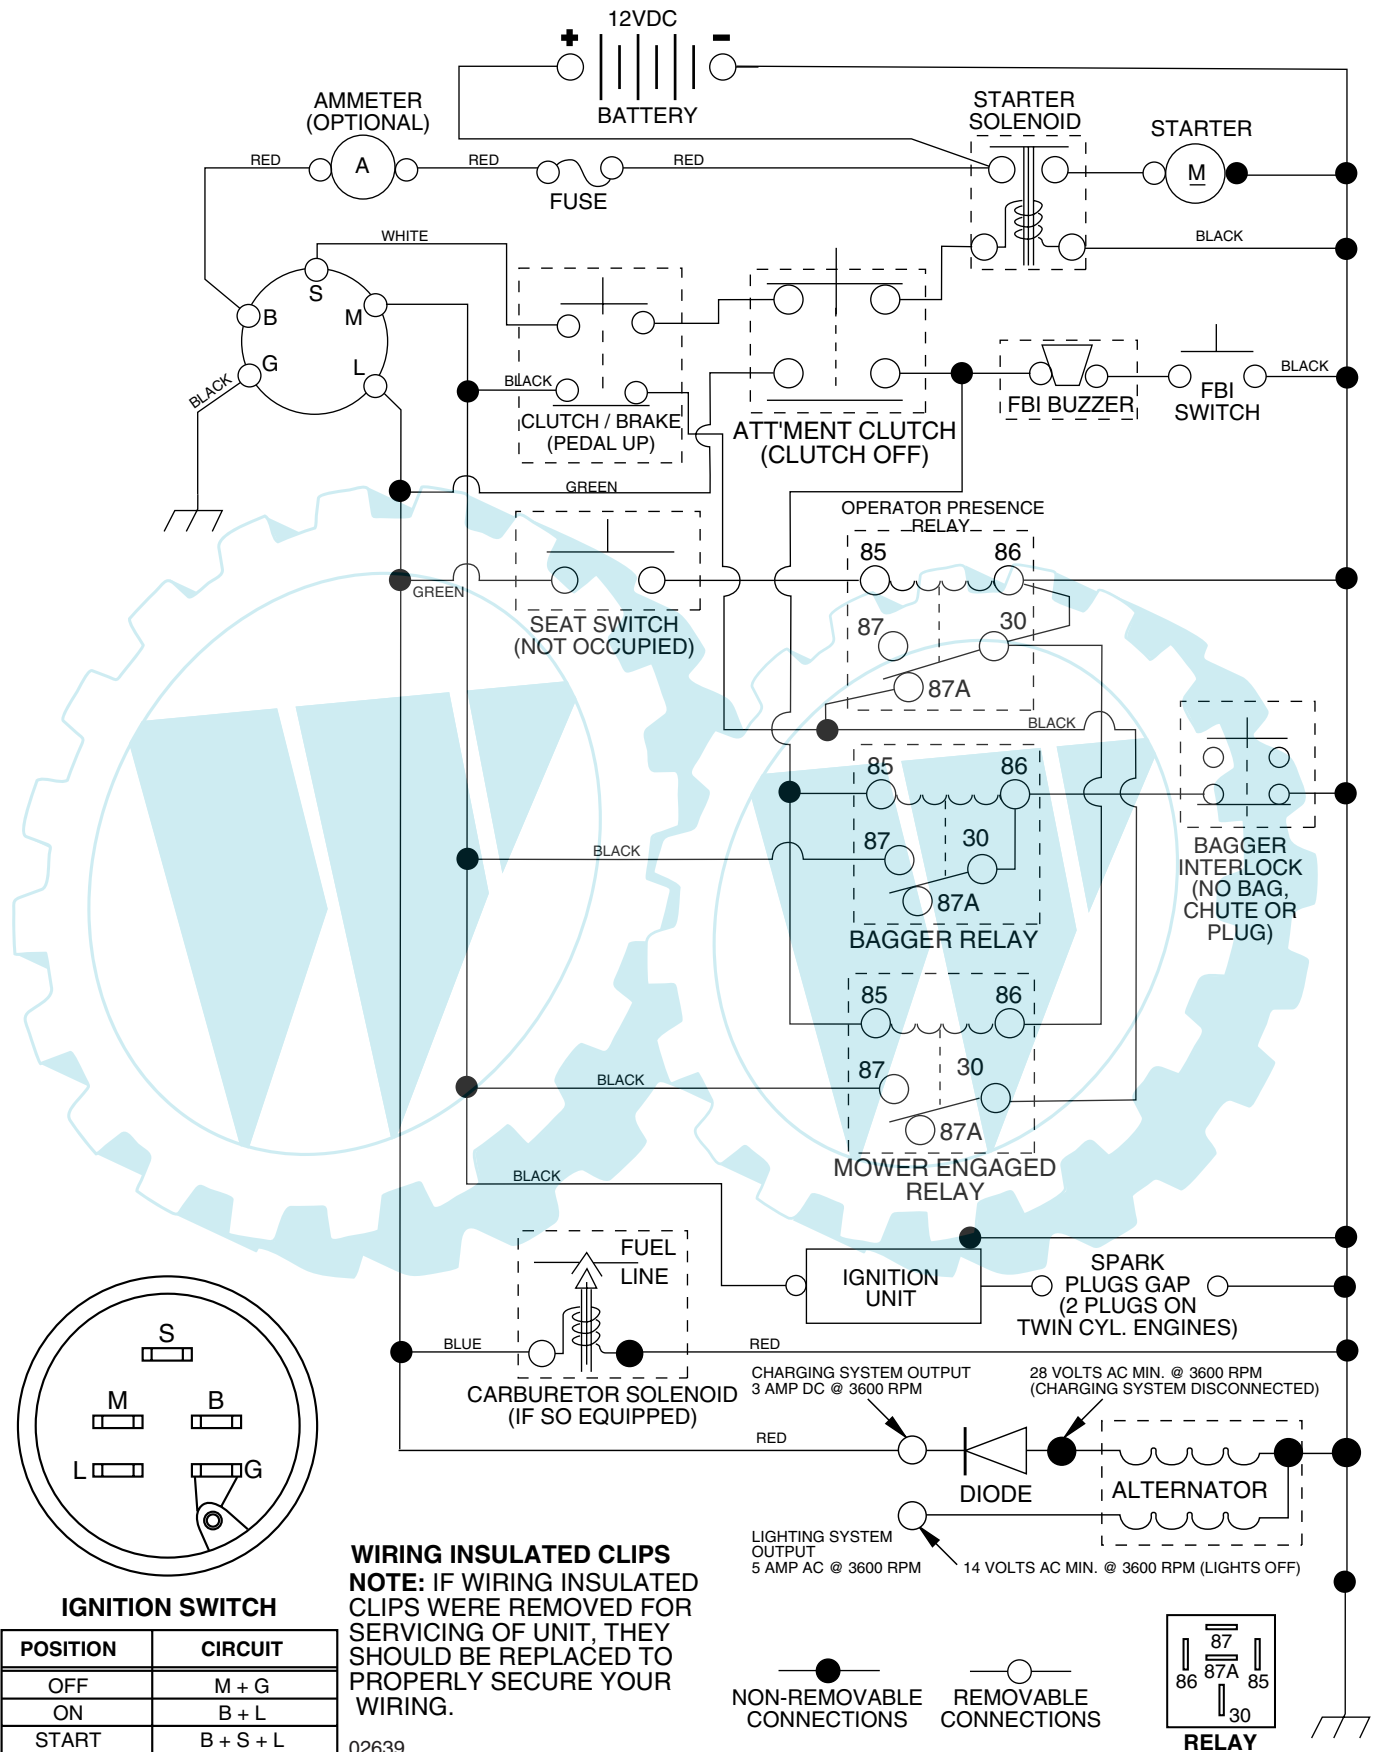 12VDC
+ -
BATTERY
AMMETER
(OPTIONAL)
STARTER
SOLENOID
STARTER
RED
A
RED
FUSE
RED
M
WHITE
BLACK
S
B
M
G
L
BLACK
BLACK
CLUTCH / BRAKE
(PEDAL UP)
ATT'MENT CLUTCH
(CLUTCH OFF)
FBI BUZZER
FBI
SWITCH
BLACK
GREEN
OPERATOR PRESENCE
RELAY
85
86
GREEN
SEAT SWITCH
(NOT OCCUPIED)
87
30
87A
BLACK
85
86
87
30
87A
BLACK
BAGGER RELAY
BAGGER
INTERLOCK
(NO BAG,
CHUTE OR
PLUG)
85
86
87
30
87A
BLACK
MOWER ENGAGED
RELAY
BLACK
FUEL
LINE
IGNITION
UNIT
SPARK
PLUGS GAP
(2 PLUGS ON
TWIN CYL. ENGINES)
BLUE
RED
CARBURETOR SOLENOID
(IF SO EQUIPPED)
CHARGING SYSTEM OUTPUT
3 AMP DC @ 3600 RPM
28 VOLTS AC MIN. @ 3600 RPM
(CHARGING SYSTEM DISCONNECTED)
RED
DIODE
ALTERNATOR
LIGHTING SYSTEM
OUTPUT
5 AMP AC @ 3600 RPM
14 VOLTS AC MIN. @ 3600 RPM (LIGHTS OFF)
S
M
B
L
G
IGNITION SWITCH
POSITION CIRCUIT
OFF M + G
ON B + L
START B + S + L
WIRING INSULATED CLIPS
NOTE: IF WIRING INSULATED
CLIPS WERE REMOVED FOR
SERVICING OF UNIT, THEY
SHOULD BE REPLACED TO
PROPERLY SECURE YOUR
WIRING.
02639
NON-REMOVABLE
CONNECTIONS
REMOVABLE
CONNECTIONS
87
86
87A
85
30
RELAY